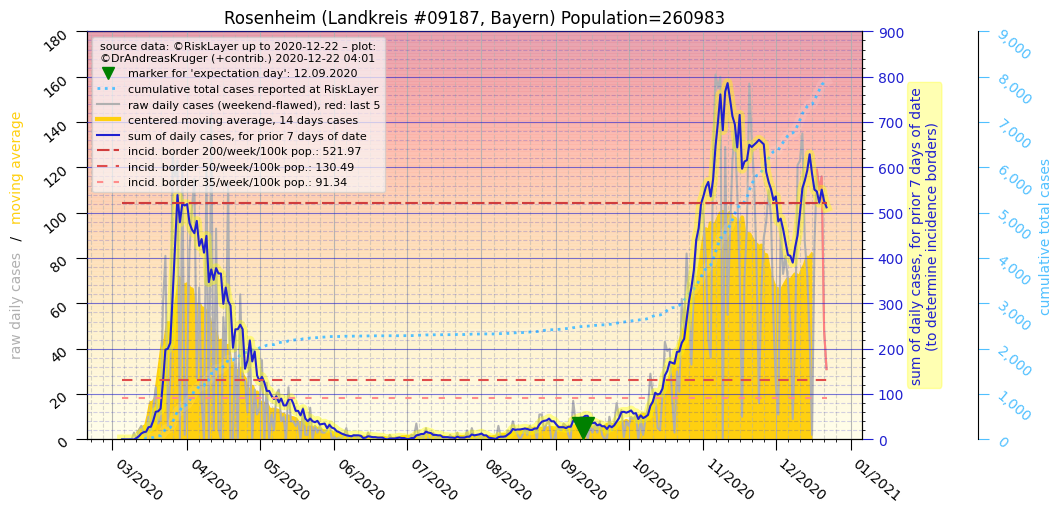 Rosenheim (Landkreis #09187, Bayern) Population=260983
source data: ©RiskLayer up to 2020-12-22 – plot:
©DrAndreasKruger (+contrib.) 2020-12-22 04:01
marker for 'expectation day': 12.09.2020
cumulative total cases reported at RiskLayer
raw daily cases (weekend-flawed), red: last 5
centered moving average, 14 days cases
sum of daily cases, for prior 7 days of date
incid. border 200/week/100k pop.: 521.97
incid. border 50/week/100k pop.: 130.49
incid. border 35/week/100k pop.: 91.34
raw daily cases / moving average
180
160
140
120
100
80
60
40
20
0
03/2020
04/2020
05/2020
06/2020
07/2020
08/2020
09/2020
10/2020
11/2020
12/2020
01/2021
900
800
700
600
500
400
300
200
100
0
sum of daily cases, for prior 7 days of date
(to determine incidence borders)
9,000
8,000
7,000
6,000
5,000
4,000
3,000
2,000
1,000
0
cumulative total cases